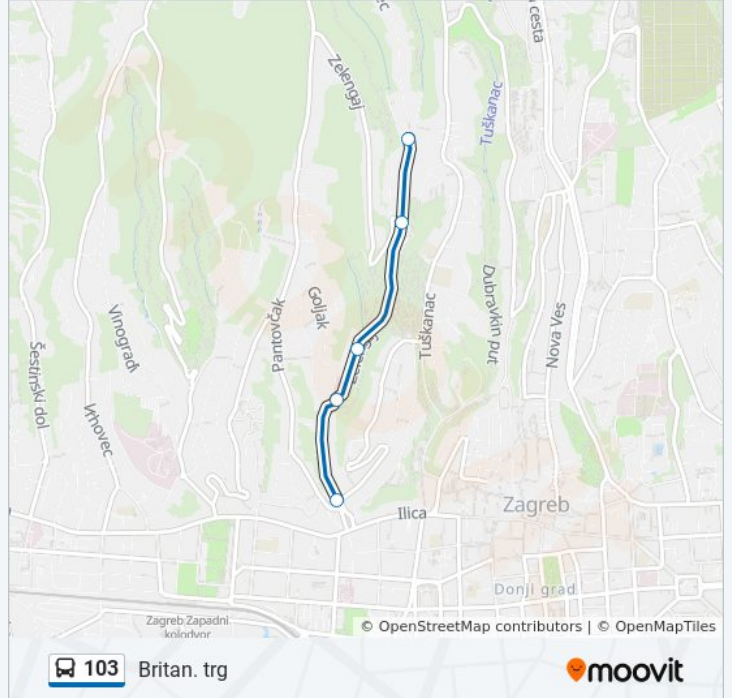 cesta
Zelengaj
Tuškanac
Goljak
Pantovčak
Vinogradi
Šestinski dol
Vrhovec
Tuškanac
Dubravkin put
Nova Ves
Ilica
Zagreb
Donji grad
Zagreb Zapadni
kolodvor
© OpenStreetMap contributors | © OpenMapTiles
103 Britan. trg
moovit